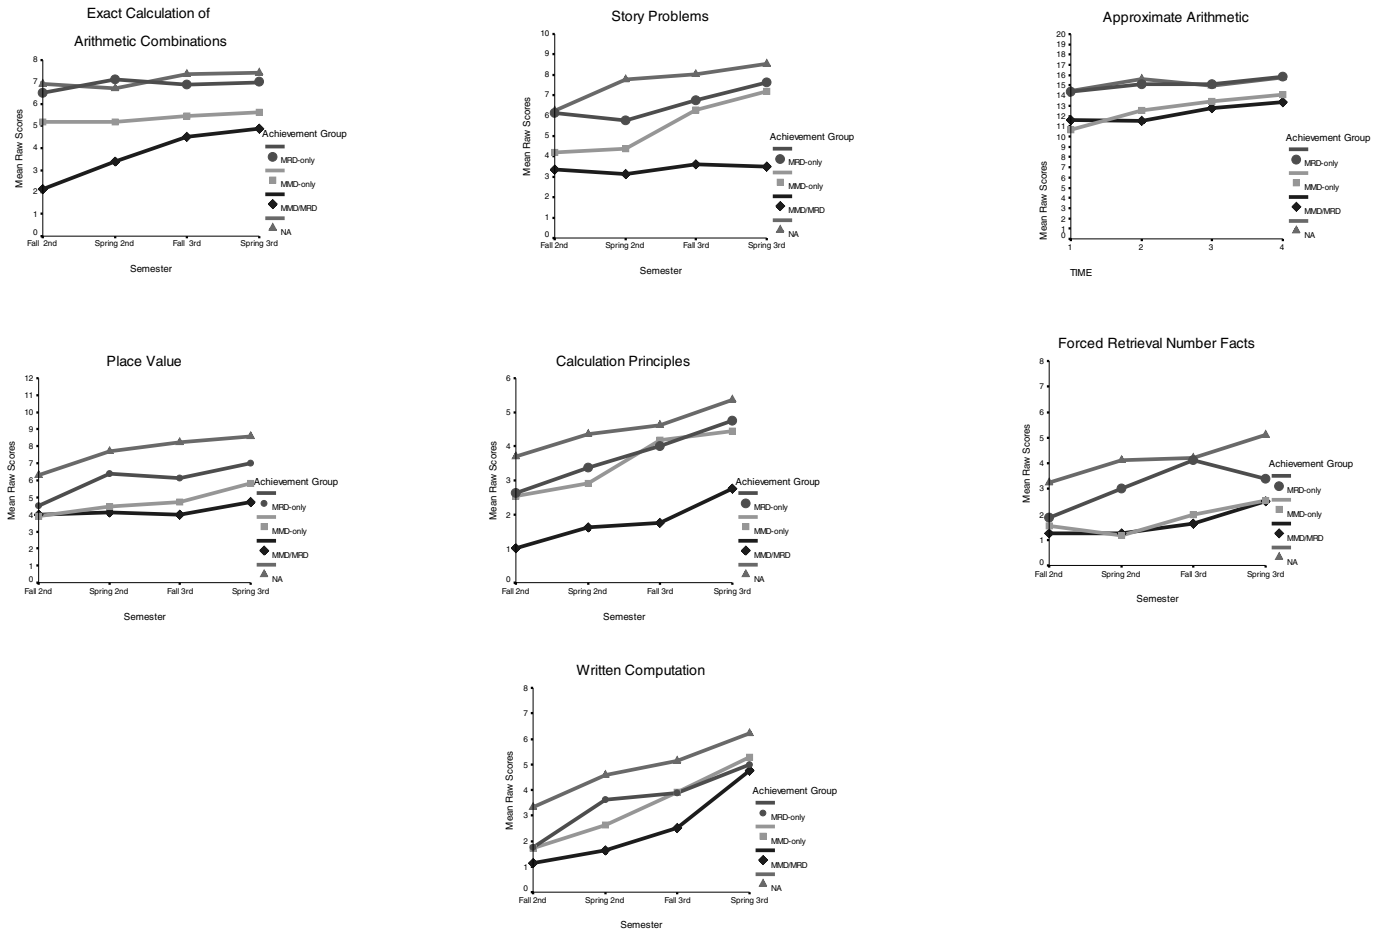 Exact Calculation of
Arithmetic Combinations
8
7
6
5
4
3
2
1
0
Mean Raw Scores
Fall 2nd
Spring 2nd
Fall 3rd
Spring 3rd
Semester
Achievement Group
MRD-only
MMD-only
MMD/MRD
NA
Story Problems
10
9
8
7
6
5
4
3
2
1
0
Mean Raw Scores
Fall 2nd
Spring 2nd
Fall 3rd
Spring 3rd
Semester
Achievement Group
MRD-only
MMD-only
MMD/MRD
NA
Approximate Arithmetic
20
19
18
17
16
15
14
13
12
11
10
9
8
7
6
5
4
3
2
1
0
Mean Raw Scores
1
2
3
4
TIME
Achievement Group
MRD-only
MMD-only
MMD/MRD
NA
Place Value
12
11
10
9
8
7
6
5
4
3
2
1
0
Mean Raw Scores
Fall 2nd
Spring 2nd
Fall 3rd
Spring 3rd
Semester
Achievement Group
MRD-only
MMD-only
MMD/MRD
NA
Calculation Principles
6
5
4
3
2
1
0
Mean Raw Scores
Fall 2nd
Spring 2nd
Fall 3rd
Spring 3rd
Semester
Achievement Group
MRD-only
MMD-only
MMD/MRD
NA
Forced Retrieval Number Facts
8
7
6
5
4
3
2
1
0
Mean Raw Scores
Fall 2nd
Spring 2nd
Fall 3rd
Spring 3rd
Semester
Achievement Group
MRD-only
MMD-only
MMD/MRD
NA
Written Computation
8
7
6
5
4
3
2
1
0
Mean Raw Scores
Fall 2nd
Spring 2nd
Fall 3rd
Spring 3rd
Semester
Achievement Group
MRD-only
MMD-only
MMD/MRD
NA